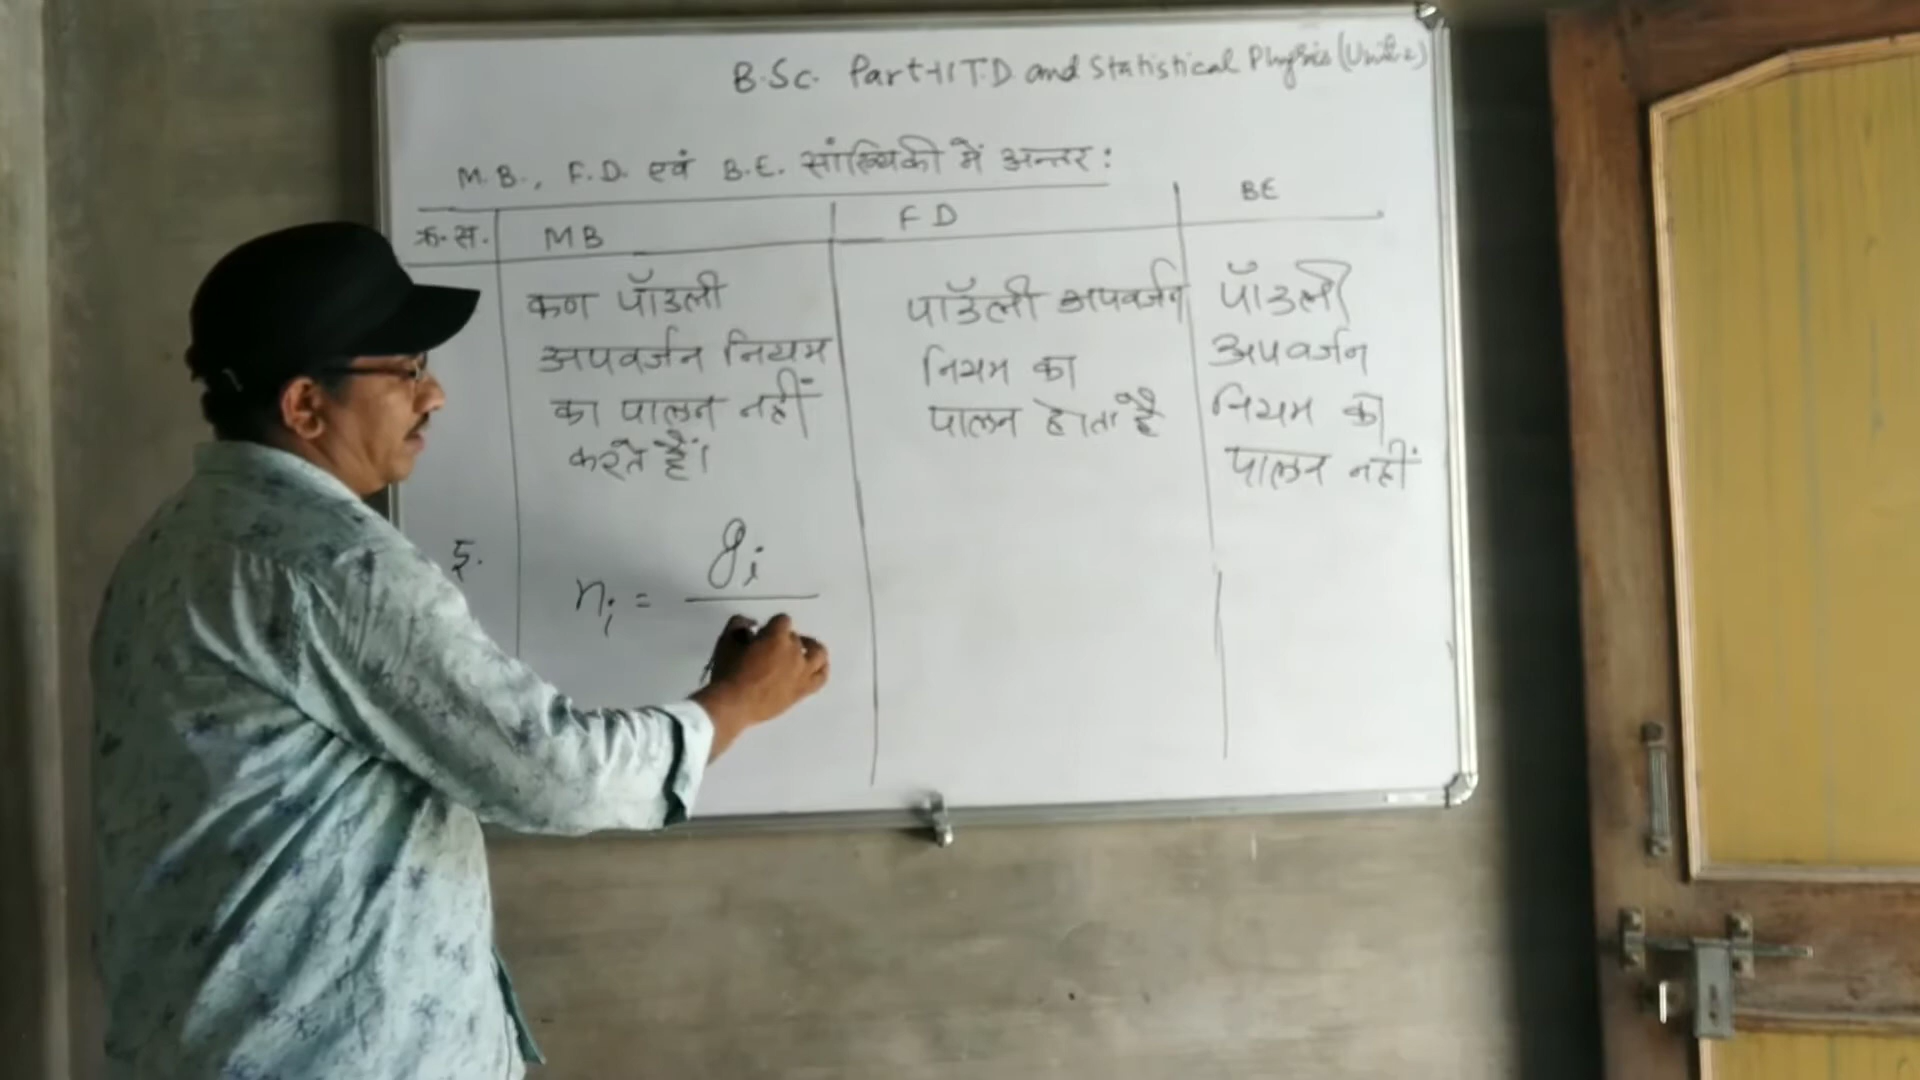 B.Sc. Part-II T.D. and Statistical Physics (Unit-2)
M.B., F.D. एवं B.E. सांख्यिकी में अन्तर :
क्र.स. MB FD BE
कण पॉउली
अपवर्जन नियम
का पालन नहीं
करते हैं।
पॉउली अपवर्जन
नियम का
पालन होता है
पॉउली
अपवर्जन
नियम का
पालन नहीं
5.
nᵢ = gᵢ